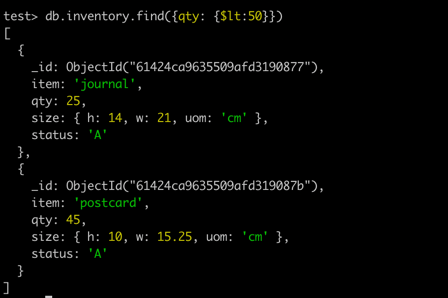 test> db.inventory.find({qty: {$lt:50}})
[
  {
    _id: ObjectId("61424ca9635509afd3190877"),
    item: 'journal',
    qty: 25,
    size: { h: 14, w: 21, uom: 'cm' },
    status: 'A'
  },
  {
    _id: ObjectId("61424ca9635509afd319087b"),
    item: 'postcard',
    qty: 45,
    size: { h: 10, w: 15.25, uom: 'cm' },
    status: 'A'
  }
]